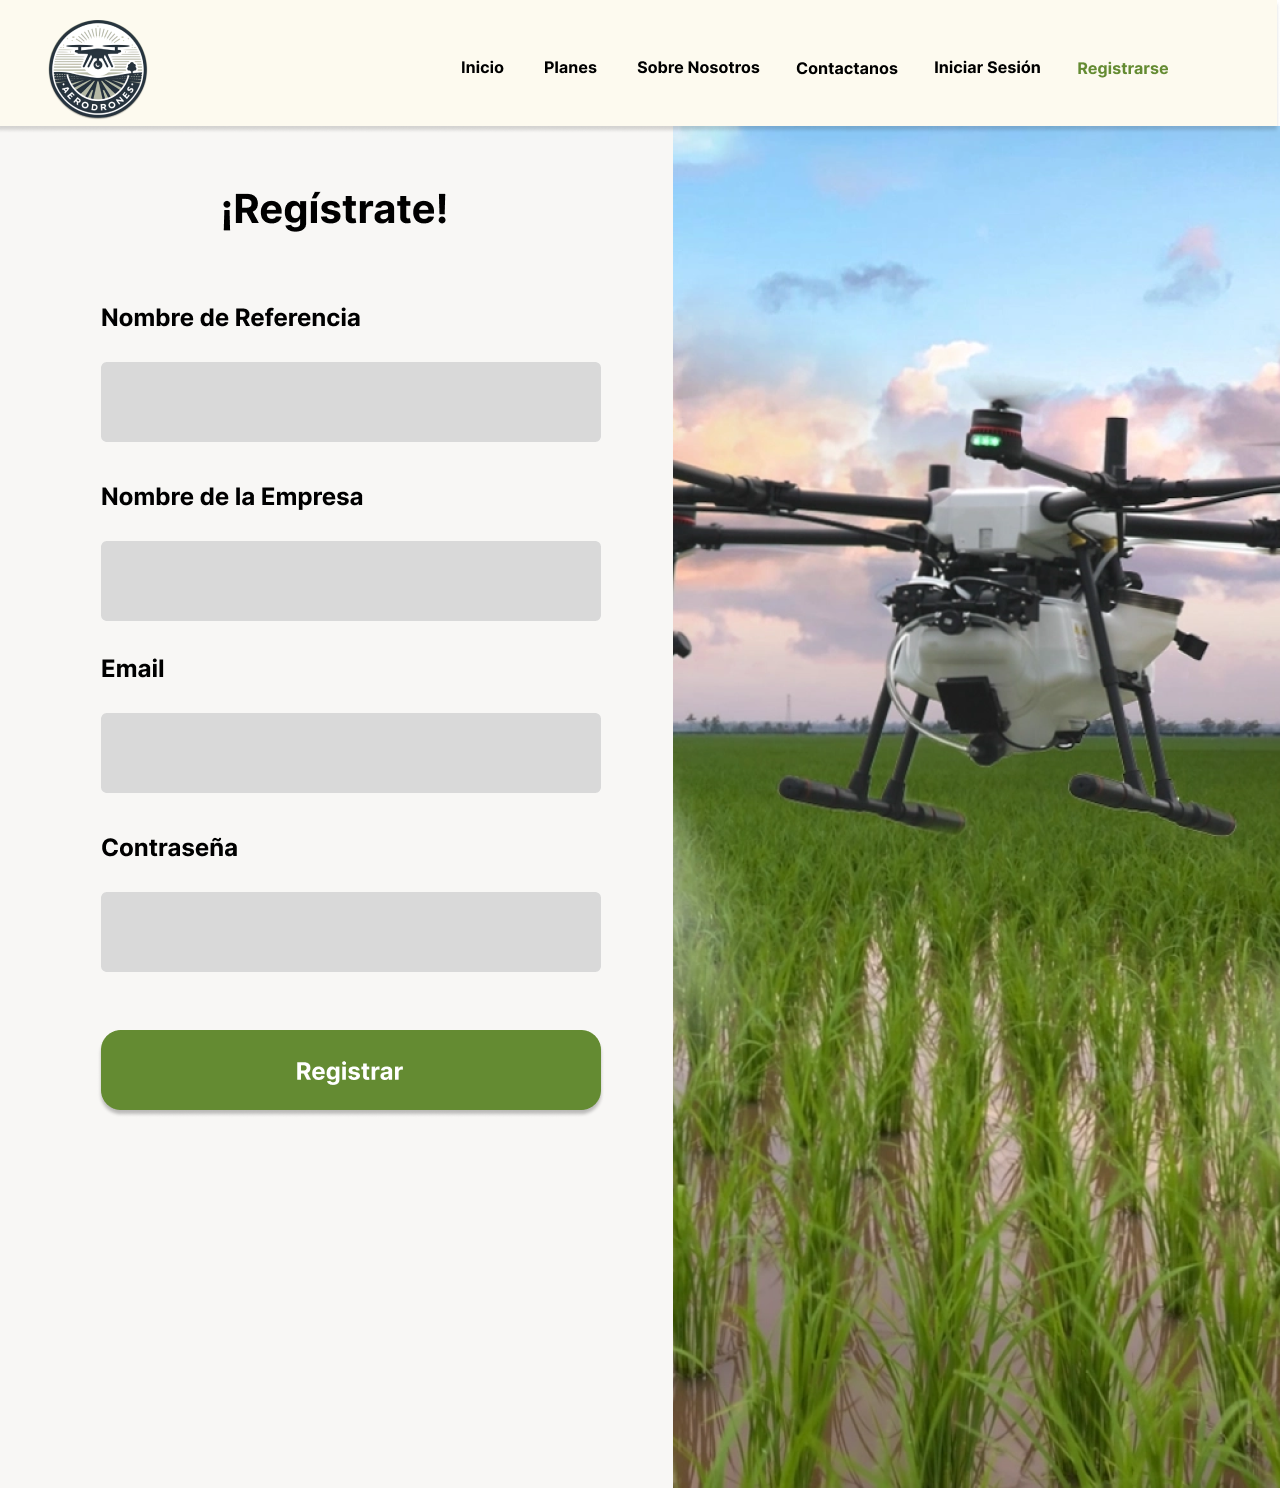 AERODRONES
Inicio
Planes
Sobre Nosotros
Contactanos
Iniciar Sesión
Registrarse
¡Regístrate!
Nombre de Referencia
Nombre de la Empresa
Email
Contraseña
Registrar